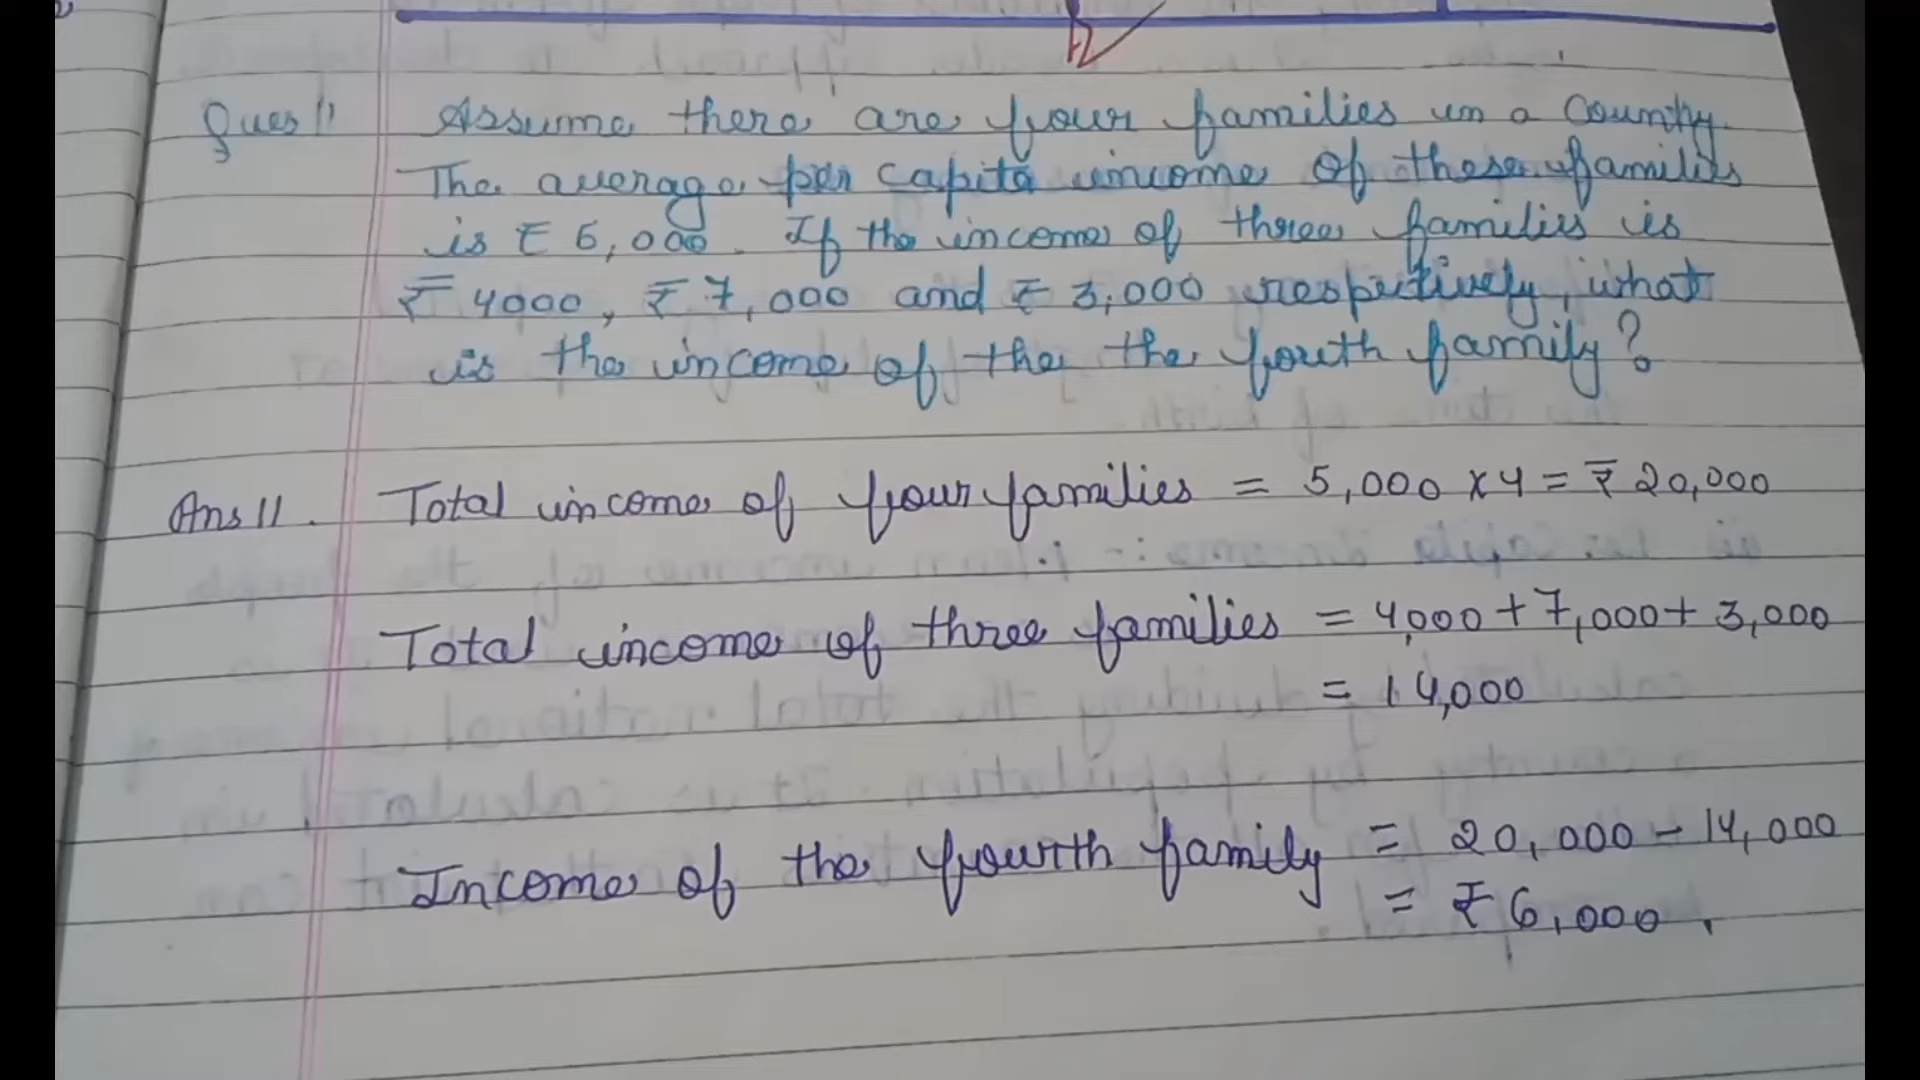 Ques 11 Assume there are four families in a Country.
The average per capita income of these families
is ₹ 5,000. If the income of three families is
₹ 4000, ₹ 7,000 and ₹ 3,000 respectively, what
is the income of the the fouth family?
Ans 11. Total income of four families = 5,000 x 4 = ₹ 20,000
Total income of three families = 4,000 + 7,000 + 3,000
= 14,000
Income of the fourth family = 20,000 - 14,000
= ₹ 6,000.